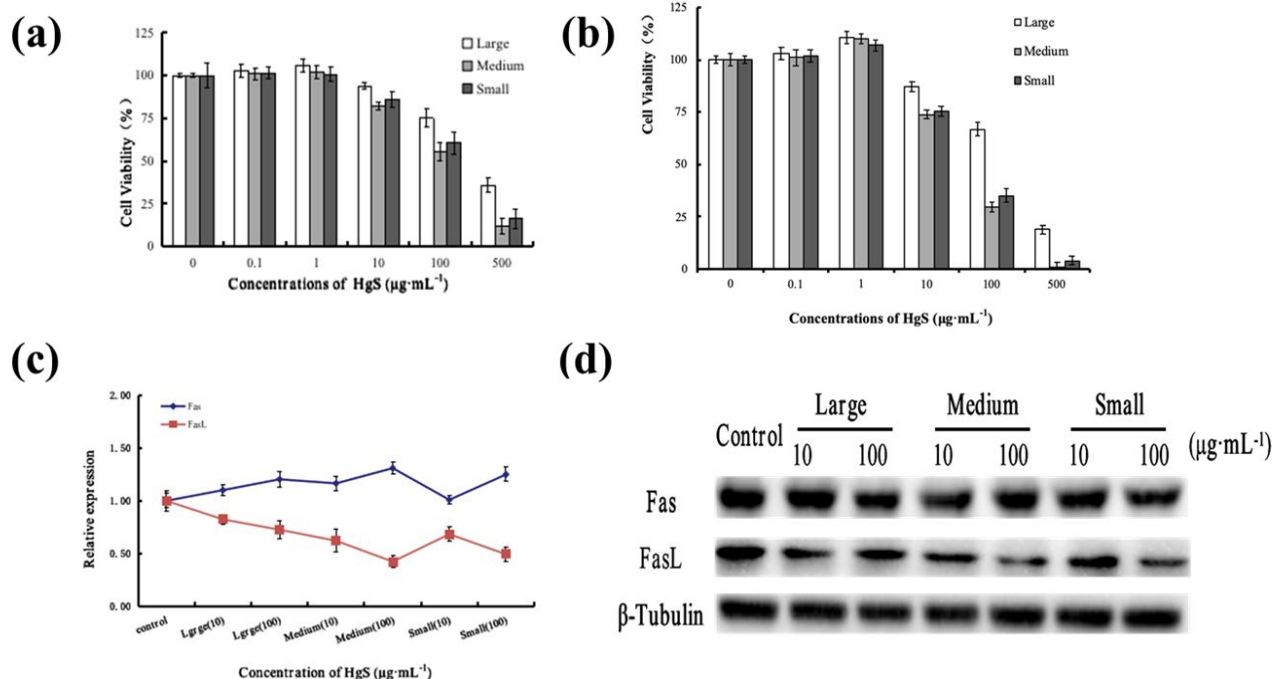 (a)
125
100
75
50
25
0
Cell Viability (%)
Large
Medium
Small
0 0.1 1 10 100 500
Concentrations of HgS (μg·mL-1)
(b)
125
100
75
50
25
0
Cell Viability (%)
Large
Medium
Small
0 0.1 1 10 100 500
Concentrations of HgS (μg·mL-1)
(c)
2.00
1.50
1.00
0.50
0.00
Relative expression
Fas
FasL
control Lgrge(10) Lgrge(100) Medium(10) Medium(100) Small(10) Small(100)
Concentration of HgS (μg·mL-1)
(d)
Large Medium Small
Control 10 100 10 100 10 100 (μg·mL-1)
Fas
FasL
β-Tubulin